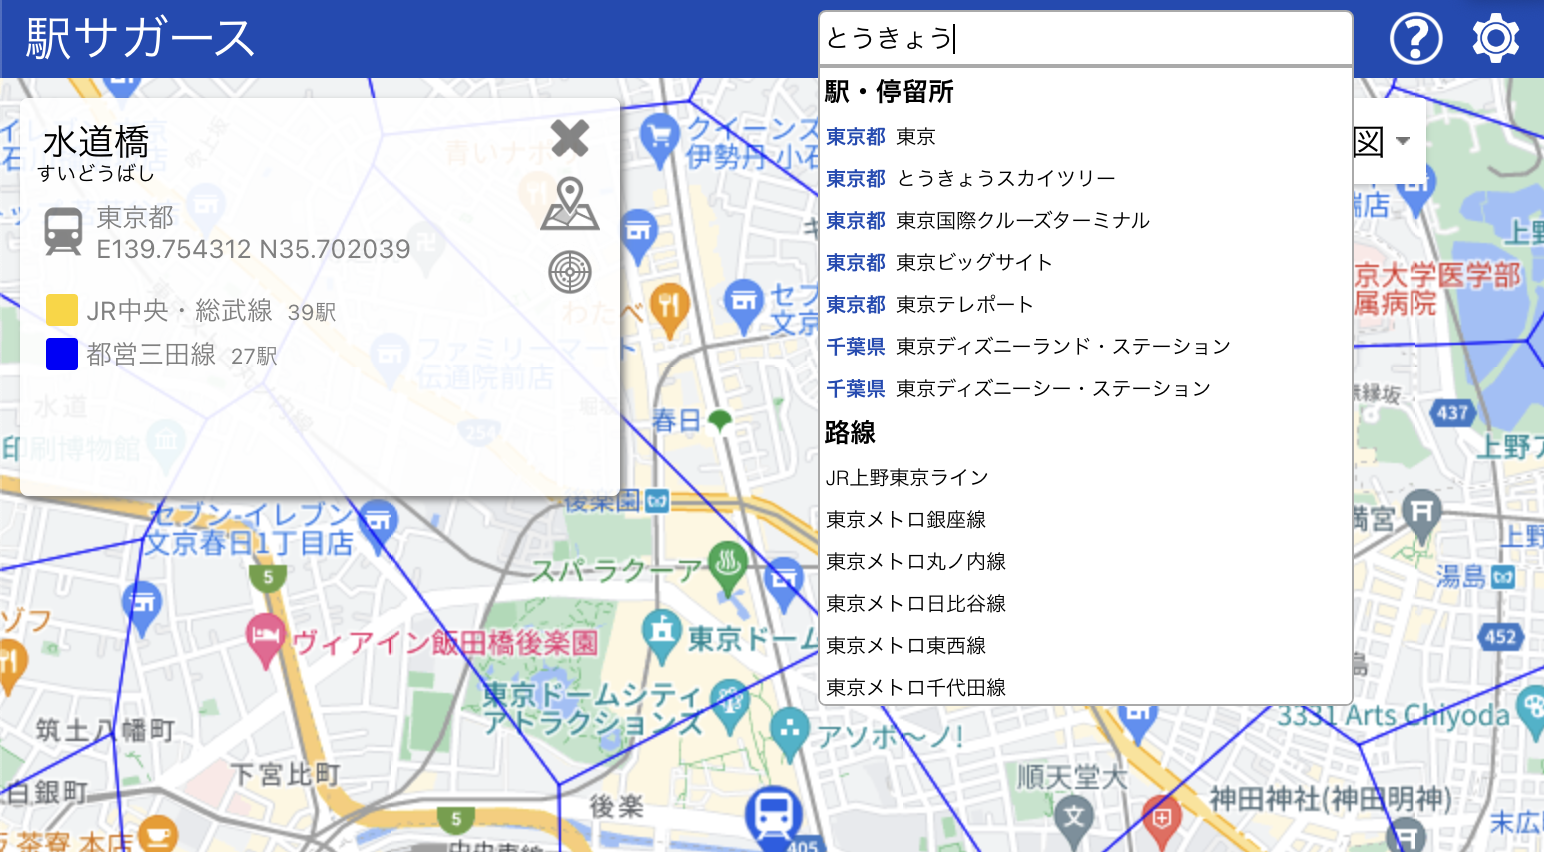 駅サガース
とうきょう
水道橋
すいどうばし
東京都
E139.754312 N35.702039
JR中央・総武線 39駅
都営三田線 27駅
駅・停留所
東京都 東京
東京都 とうきょうスカイツリー
東京都 東京国際クルーズターミナル
東京都 東京ビッグサイト
東京都 東京テレポート
千葉県 東京ディズニーランド・ステーション
千葉県 東京ディズニーシー・ステーション
路線
JR上野東京ライン
東京メトロ銀座線
東京メトロ丸ノ内線
東京メトロ日比谷線
東京メトロ東西線
東京メトロ千代田線
図
クイーンズ
伊勢丹 小石
青いナポリ
わたべ
セブ
文京
ファミリーマート
伝通院前店
水道
印刷博物館
254
春日
後楽園
セブン-イレブン
文京春日1丁目店
5
スパ ラクーア
ヴィアイン飯田橋後楽園
東京ドーム
東京ドームシティ
アトラクションズ
アソボ〜ノ!
ゾフ
筑土八幡町
下宮比町
白銀町
茶寮 本店
5
後楽
中央東線
405
順天堂大
神田神社(神田明神)
3331 Arts Chiyoda
末広町
452
湯島
上野
437
無縁坂
京大学医学部
属病院
端店
上野
上野ア